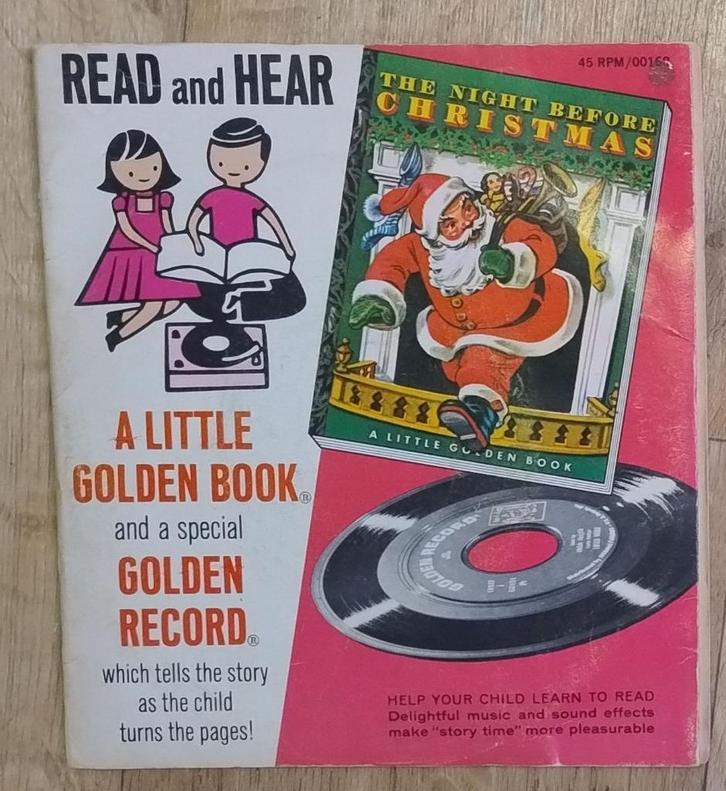 READ and HEAR
A LITTLE
GOLDEN BOOK®
and a special
GOLDEN
RECORD®
which tells the story
as the child
turns the pages!
45 RPM/00
THE NIGHT BEFORE
CHRISTMAS
A LITTLE GOLDEN BOOK
GOLDEN RECORD
HELP YOUR CHILD LEARN TO READ
Delightful music and sound effects
make "story time" more pleasurable